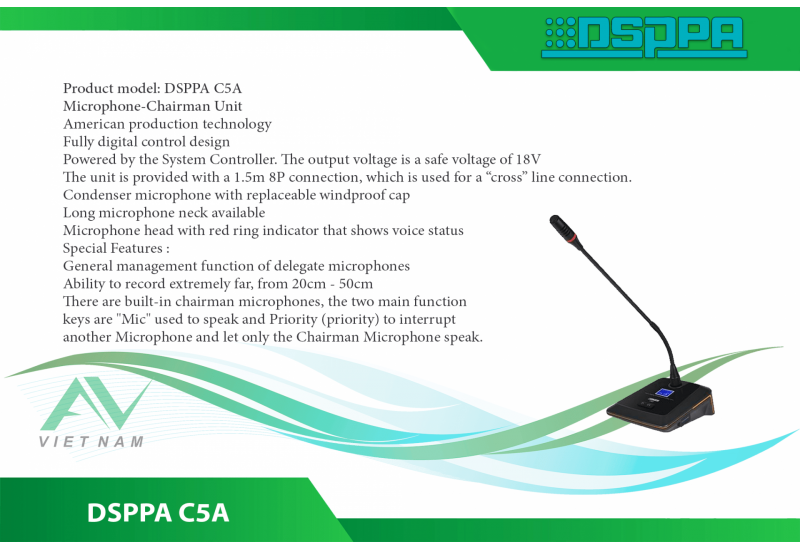 DSPPA
Product model: DSPPA C5A
Microphone-Chairman Unit
American production technology
Fully digital control design
Powered by the System Controller. The output voltage is a safe voltage of 18V
The unit is provided with a 1.5m 8P connection, which is used for a “cross” line connection.
Condenser microphone with replaceable windproof cap
Long microphone neck available
Microphone head with red ring indicator that shows voice status
Special Features :
General management function of delegate microphones
Ability to record extremely far, from 20cm - 50cm
There are built-in chairman microphones, the two main function
keys are "Mic" used to speak and Priority (priority) to interrupt
another Microphone and let only the Chairman Microphone speak.
AV
VIET NAM
DSPPA C5A